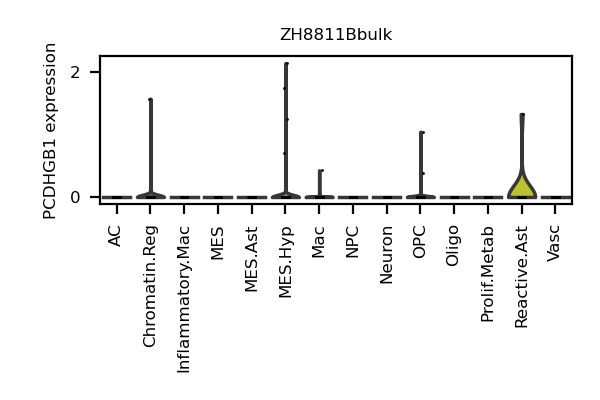 ZH8811Bbulk
PCDHGB1 expression
2
0
AC
Chromatin.Reg
Inflammatory.Mac
MES
MES.Ast
MES.Hyp
Mac
NPC
Neuron
OPC
Oligo
Prolif.Metab
Reactive.Ast
Vasc